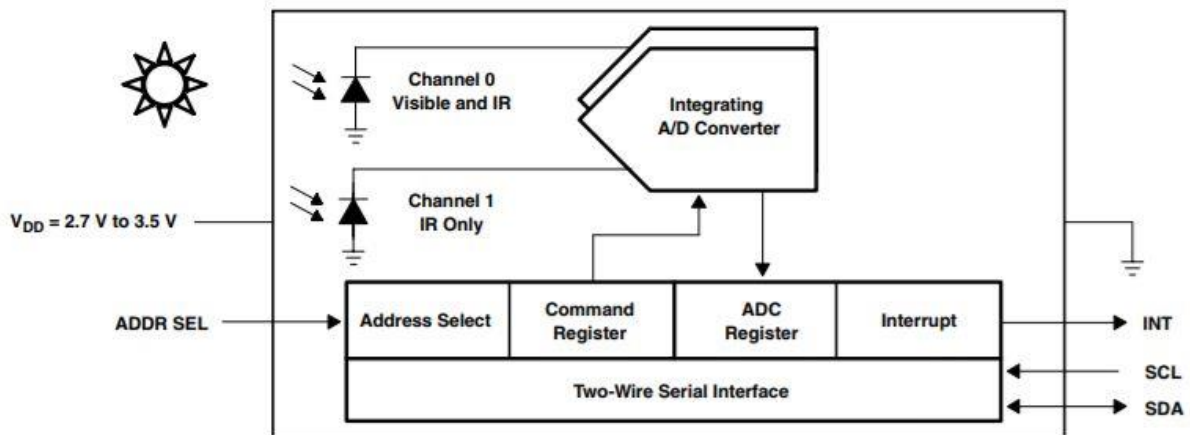 Channel 0
Visible and IR
Integrating
A/D Converter
Channel 1
IR Only
VDD = 2.7 V to 3.5 V
ADDR SEL
Address Select
Command
Register
ADC
Register
Interrupt
INT
Two-Wire Serial Interface
SCL
SDA